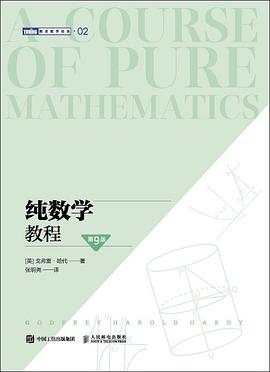 A COURSE
OF PURE
MATHEMATICS
TURING
图灵数学经典 · 02
纯数学
教程
第9版
[英] 戈弗雷·哈代 — 著
张明尧 — 译
GODFREY HAROLD HARDY
中国工信出版集团
人民邮电出版社
POSTS & TELECOM PRESS